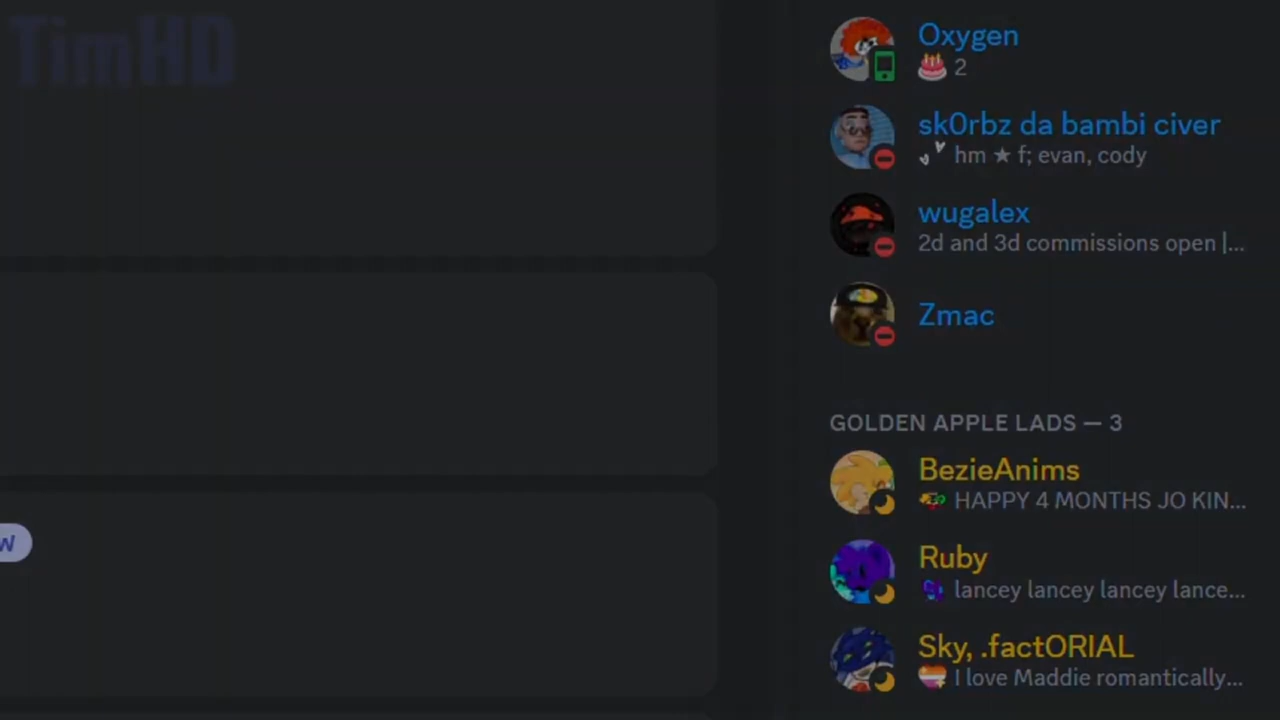 TimHD
Oxygen
2
sk0rbz da bambi civer
hm ★ f; evan, cody
wugalex
2d and 3d commissions open |...
Zmac
GOLDEN APPLE LADS — 3
BezieAnims
HAPPY 4 MONTHS JO KIN...
Ruby
lancey lancey lancey lance...
Sky, .factORIAL
I love Maddie romantically...